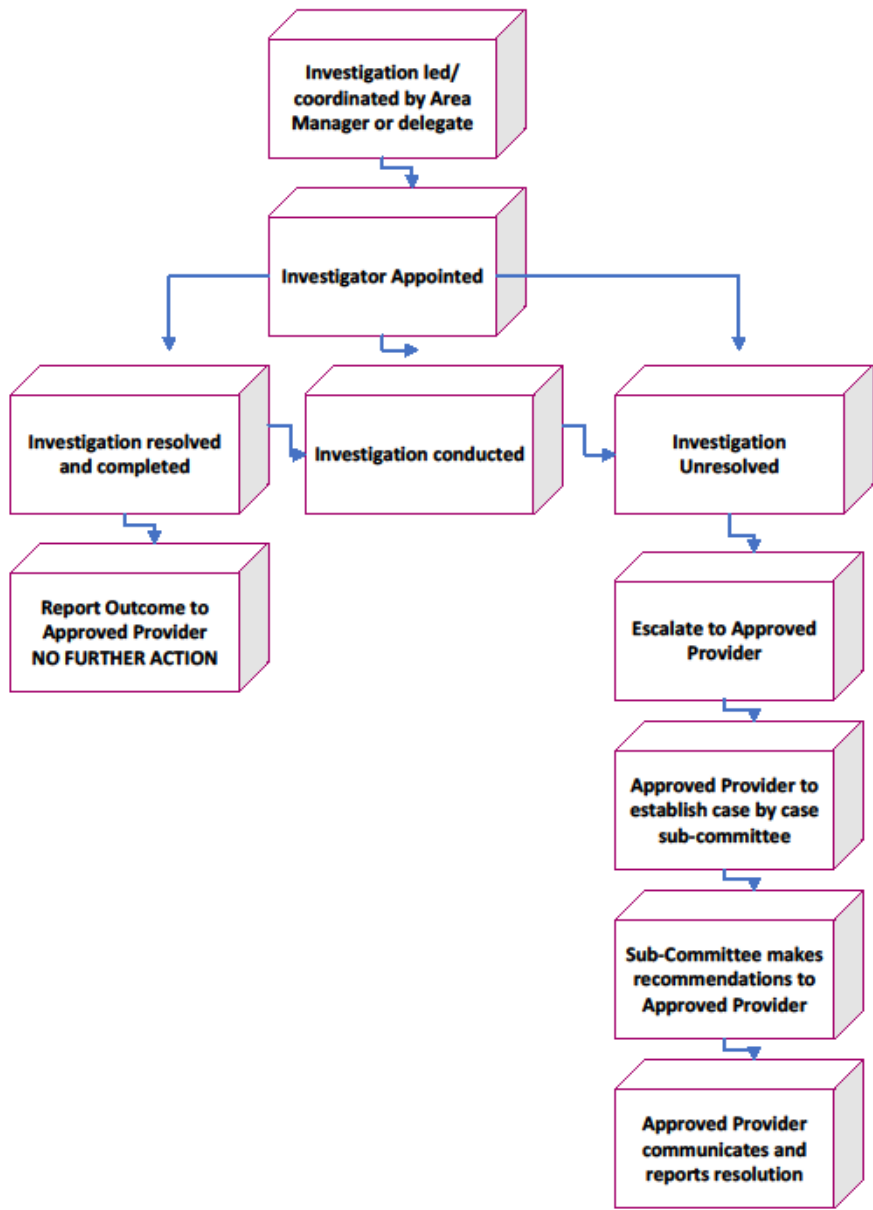 Investigation led/
coordinated by Area
Manager or delegate
Investigator Appointed
Investigation resolved
and completed
Investigation conducted
Investigation
Unresolved
Report Outcome to
Approved Provider
NO FURTHER ACTION
Escalate to Approved
Provider
Approved Provider to
establish case by case
sub-committee
Sub-Committee makes
recommendations to
Approved Provider
Approved Provider
communicates and
reports resolution